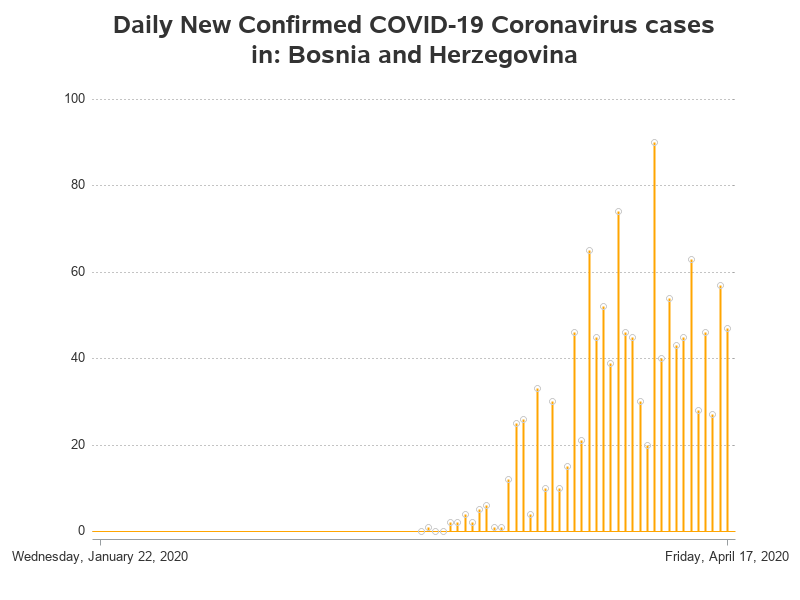 Daily New Confirmed COVID-19 Coronavirus cases
in: Bosnia and Herzegovina
100
80
60
40
20
0
Wednesday, January 22, 2020
Friday, April 17, 2020